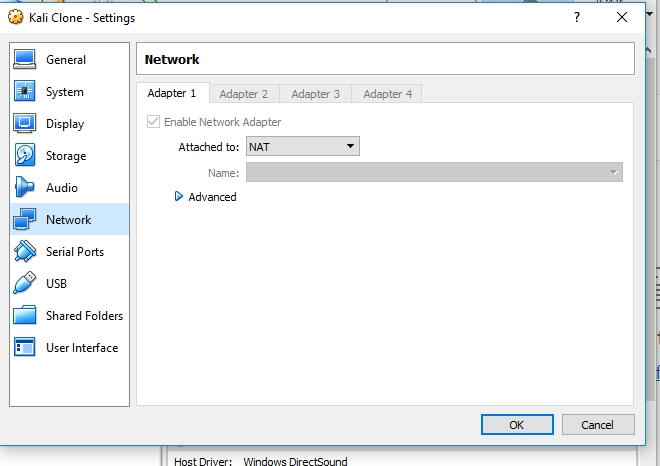 Kali Clone - Settings
?
General
System
Display
Storage
Audio
Network
Serial Ports
USB
Shared Folders
User Interface
Network
Adapter 1 Adapter 2 Adapter 3 Adapter 4
Enable Network Adapter
Attached to: NAT
Name:
Advanced
OK Cancel
Host Driver: Windows DirectSound